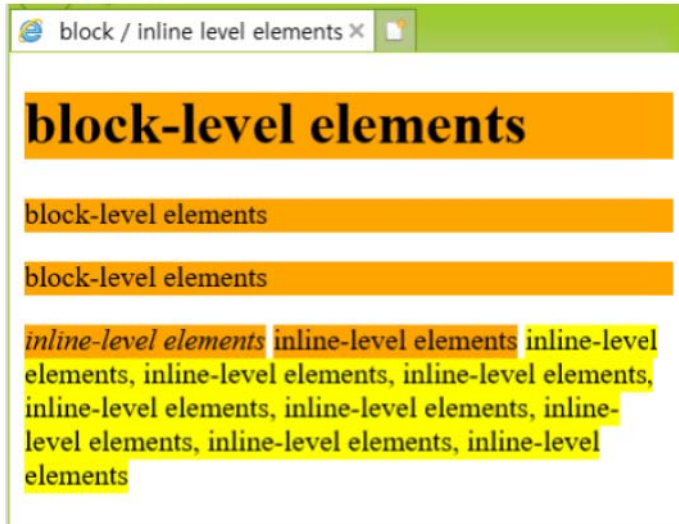 block / inline level elements
block-level elements
block-level elements
block-level elements
inline-level elements inline-level elements inline-level
elements, inline-level elements, inline-level elements,
inline-level elements, inline-level elements, inline-
level elements, inline-level elements, inline-level
elements